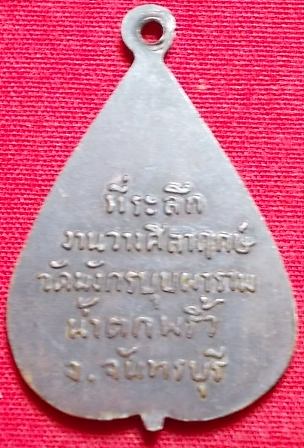 ที่ระลึก
งานวางศิลาฤกษ์
วัดมังกรบุปผาราม
น้ำตกพริ้ว
จ. จันทรบุรี